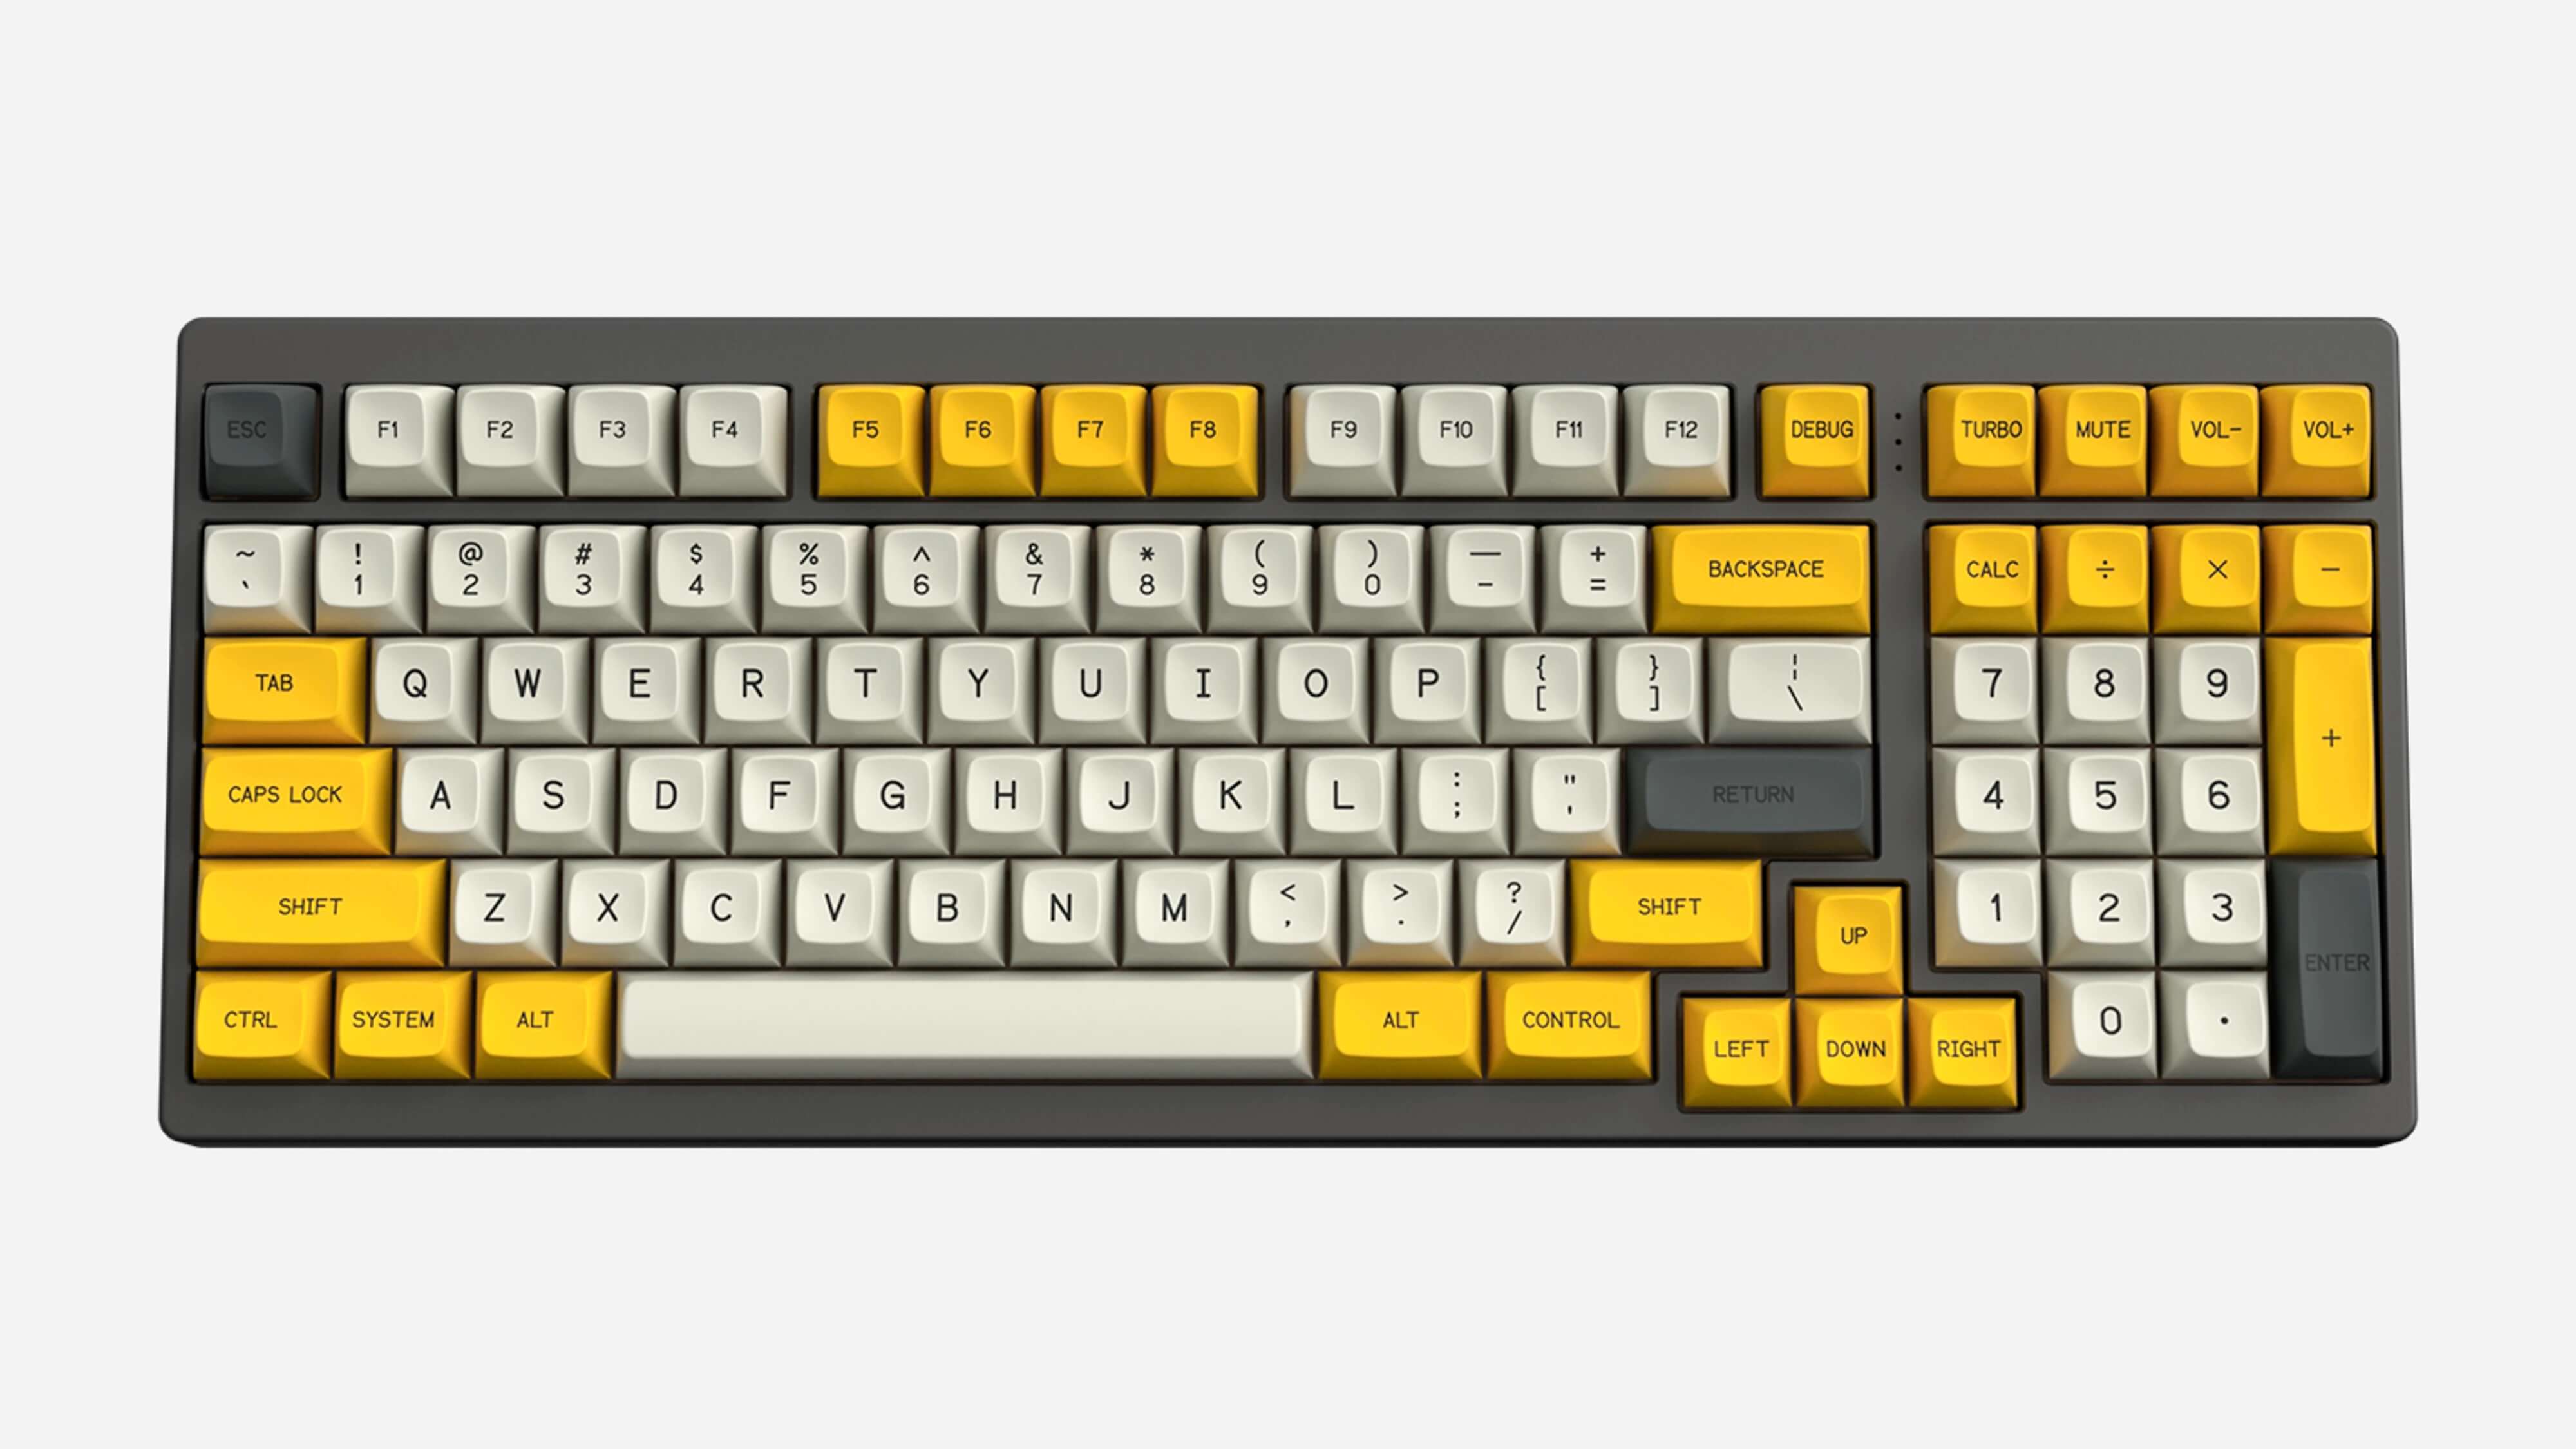 ESC F1 F2 F3 F4 F5 F6 F7 F8 F9 F10 F11 F12 DEBUG TURBO MUTE VOL- VOL+
~ ! @ # $ % ^ & * ( ) — +
` 1 2 3 4 5 6 7 8 9 0 - = BACKSPACE CALC ÷ × −
TAB Q W E R T Y U I O P { [ } ] ¦ \ 7 8 9 +
CAPS LOCK A S D F G H J K L : ; " ' RETURN 4 5 6
SHIFT Z X C V B N M < , > . ? / SHIFT UP 1 2 3 ENTER
CTRL SYSTEM ALT ALT CONTROL LEFT DOWN RIGHT 0 .